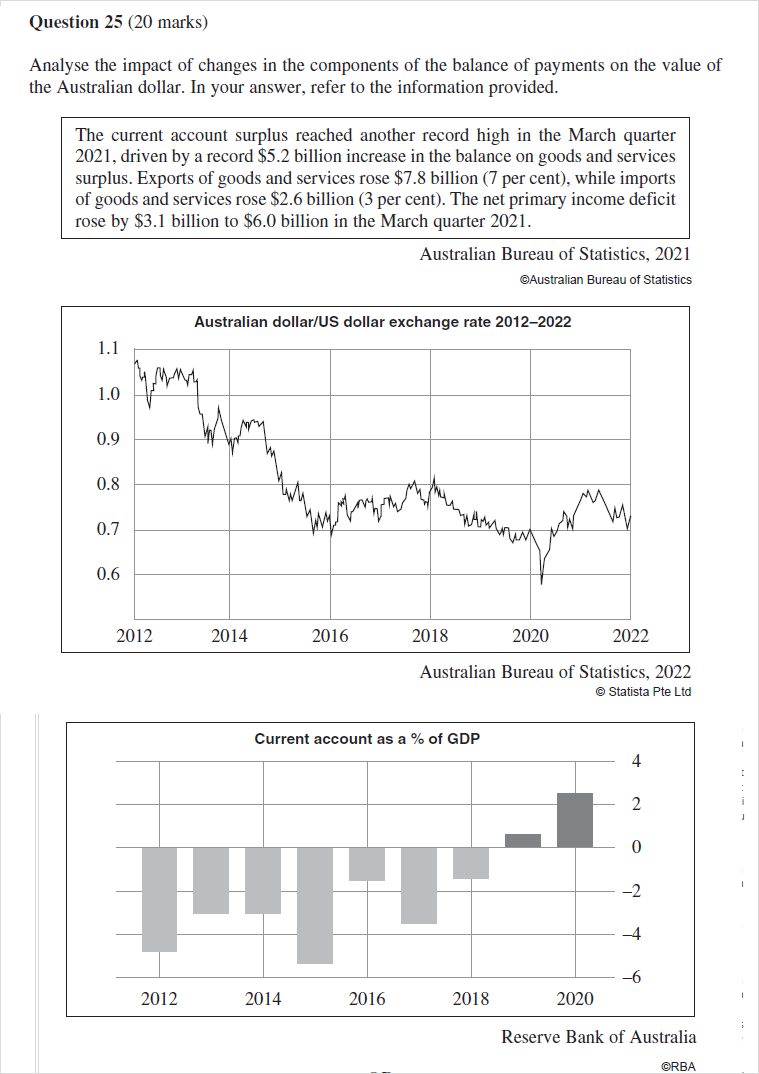 Question 25 (20 marks)
Analyse the impact of changes in the components of the balance of payments on the value of
the Australian dollar. In your answer, refer to the information provided.
The current account surplus reached another record high in the March quarter
2021, driven by a record $5.2 billion increase in the balance on goods and services
surplus. Exports of goods and services rose $7.8 billion (7 per cent), while imports
of goods and services rose $2.6 billion (3 per cent). The net primary income deficit
rose by $3.1 billion to $6.0 billion in the March quarter 2021.
Australian Bureau of Statistics, 2021
©Australian Bureau of Statistics
Australian dollar/US dollar exchange rate 2012–2022
1.1
1.0
0.9
0.8
0.7
0.6
2012 2014 2016 2018 2020 2022
Australian Bureau of Statistics, 2022
© Statista Pte Ltd
Current account as a % of GDP
4
2
0
–2
–4
–6
2012 2014 2016 2018 2020
Reserve Bank of Australia
©RBA